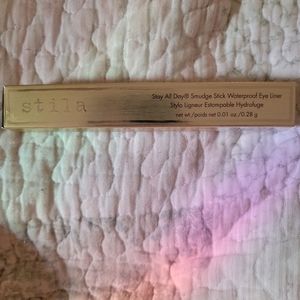 stila
Stay All Day® Smudge Stick Waterproof Eye Liner
Stylo Ligneur Estompable Hydrofuge
net wt./poids net 0.01 oz./0.28 g